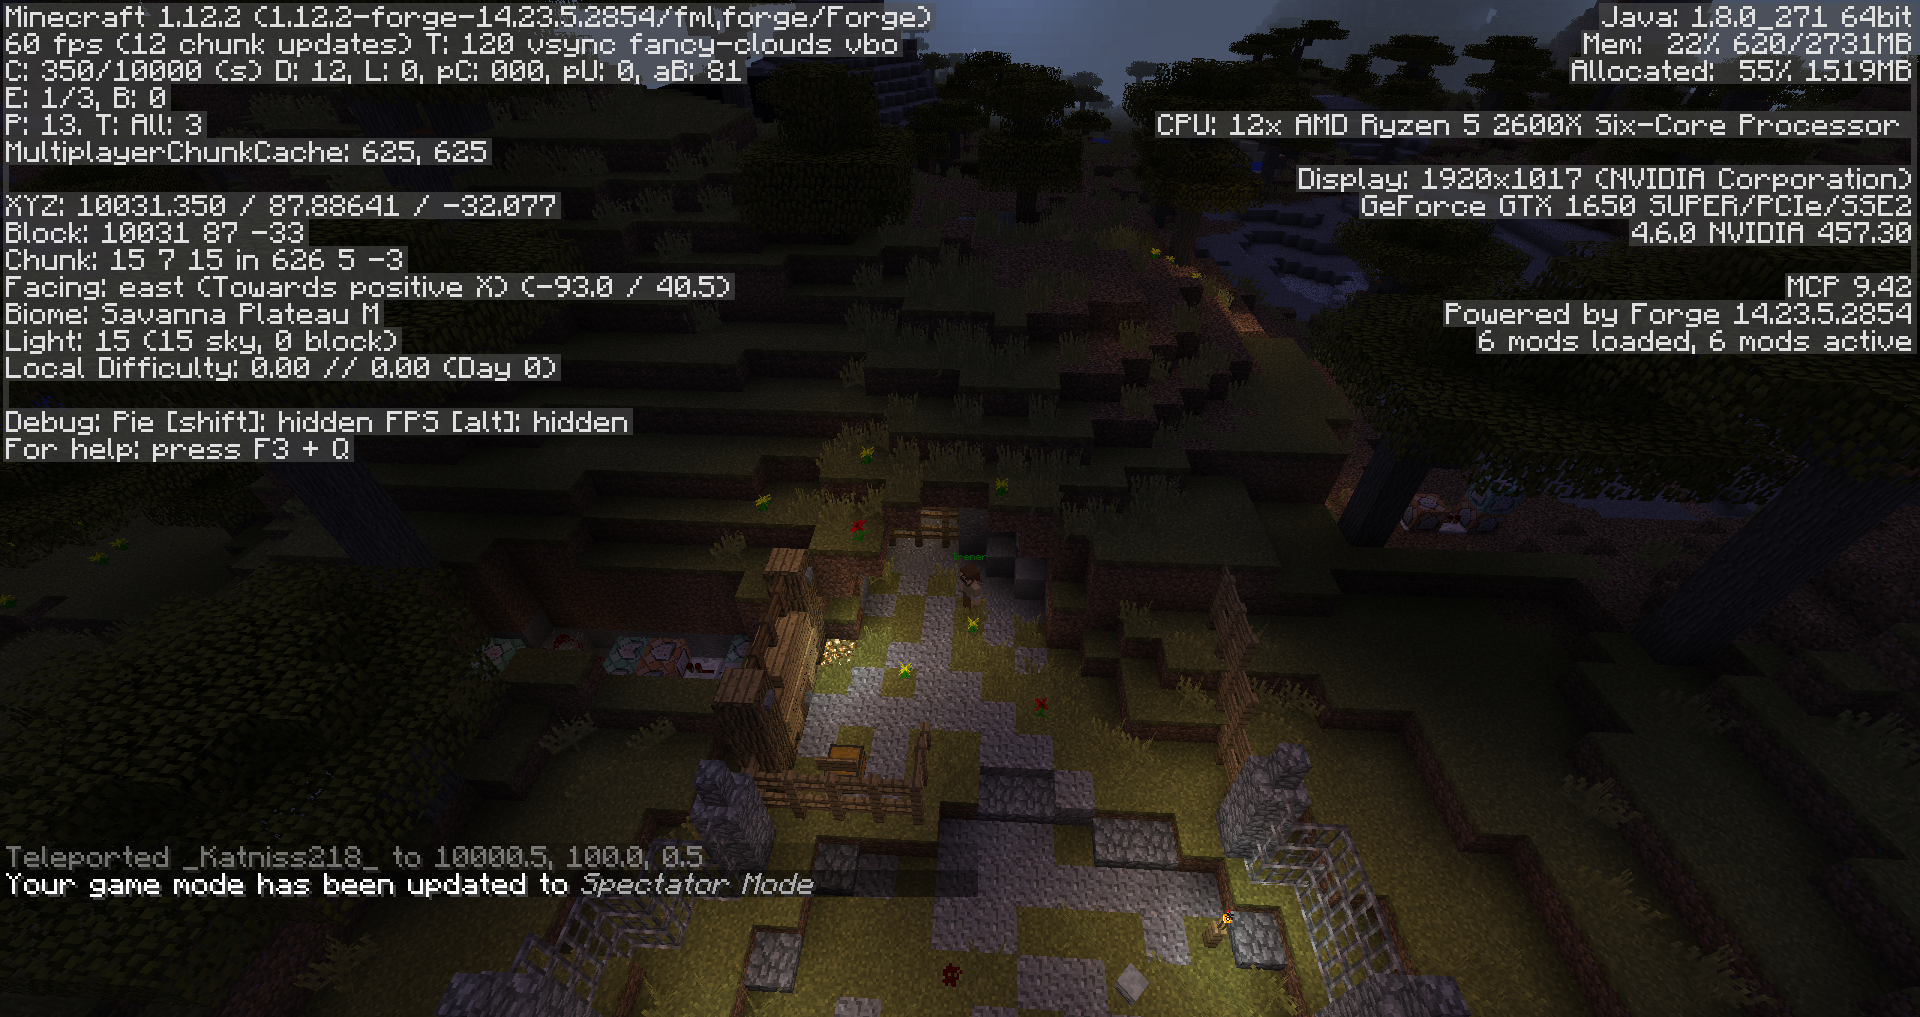 Minecraft 1.12.2 (1.12.2-forge-14.23.5.2854/fml,forge/Forge)
60 fps (12 chunk updates) T: 120 vsync fancy-clouds vbo
C: 350/10000 (s) D: 12, L: 0, pC: 000, pU: 0, aB: 81
E: 1/3, B: 0
P: 13. T: All: 3
MultiplayerChunkCache: 625, 625
XYZ: 10031.350 / 87.88641 / -32.077
Block: 10031 87 -33
Chunk: 15 7 15 in 626 5 -3
Facing: east (Towards positive X) (-93.0 / 40.5)
Biome: Savanna Plateau M
Light: 15 (15 sky, 0 block)
Local Difficulty: 0.00 // 0.00 (Day 0)
Debug: Pie [shift]: hidden FPS [alt]: hidden
For help: press F3 + Q
Java: 1.8.0_271 64bit
Mem: 22% 620/2731MB
Allocated: 55% 1519MB
CPU: 12x AMD Ryzen 5 2600X Six-Core Processor
Display: 1920x1017 (NVIDIA Corporation)
GeForce GTX 1650 SUPER/PCIe/SSE2
4.6.0 NVIDIA 457.30
MCP 9.42
Powered by Forge 14.23.5.2854
6 mods loaded, 6 mods active
Teleported _Katniss218_ to 10000.5, 100.0, 0.5
Your game mode has been updated to Spectator Mode